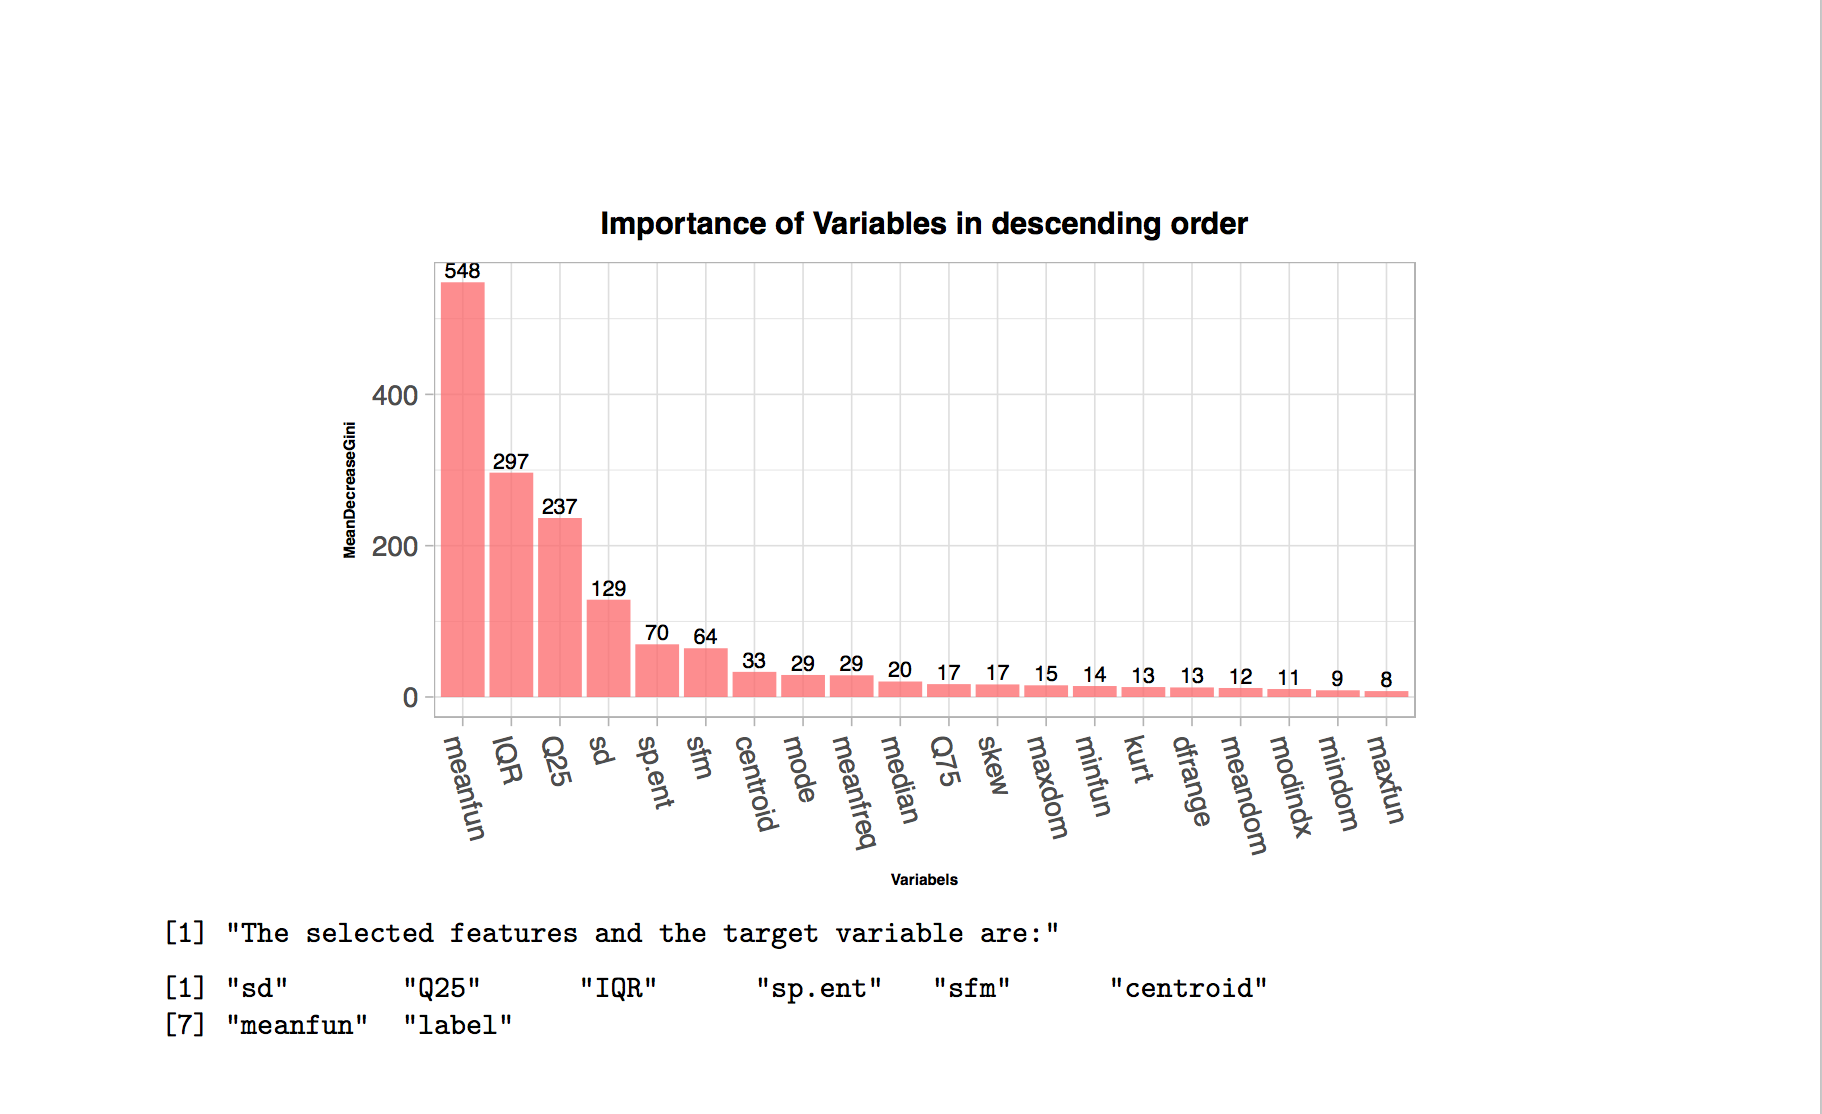 Importance of Variables in descending order
548
297
237
129
70
64
33
29
29
20
17
17
15
14
13
13
12
11
9
8
400
200
0
MeanDecreaseGini
meanfun
IQR
Q25
sd
sp.ent
sfm
centroid
mode
meanfreq
median
Q75
skew
maxdom
minfun
kurt
dfrange
meandom
modindx
mindom
maxfun
Variabels
[1] "The selected features and the target variable are:"
[1] "sd" "Q25" "IQR" "sp.ent" "sfm" "centroid"
[7] "meanfun" "label"